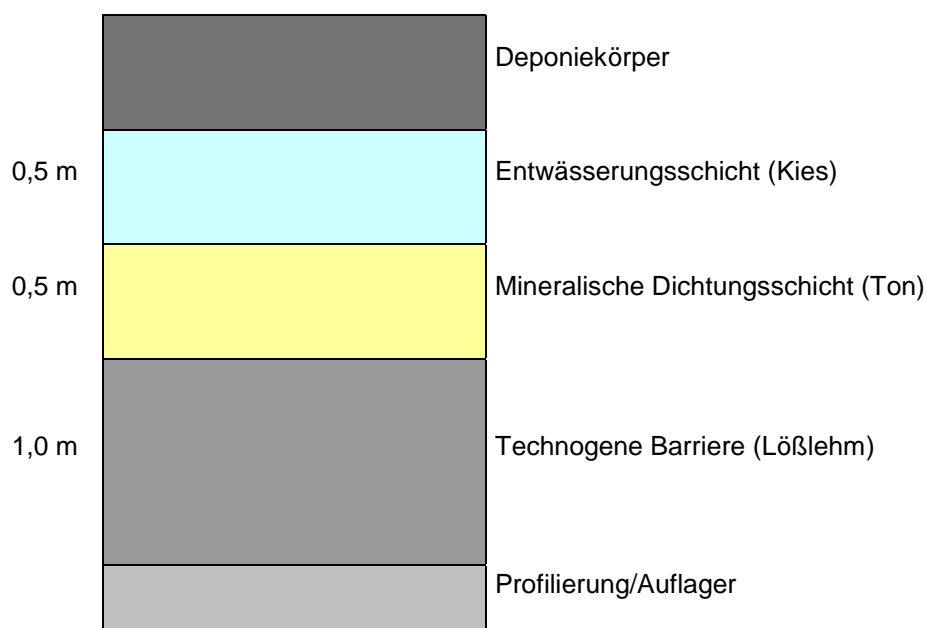 Deponiekörper
0,5 m Entwässerungsschicht (Kies)
0,5 m Mineralische Dichtungsschicht (Ton)
1,0 m Technogene Barriere (Lößlehm)
Profilierung/Auflager